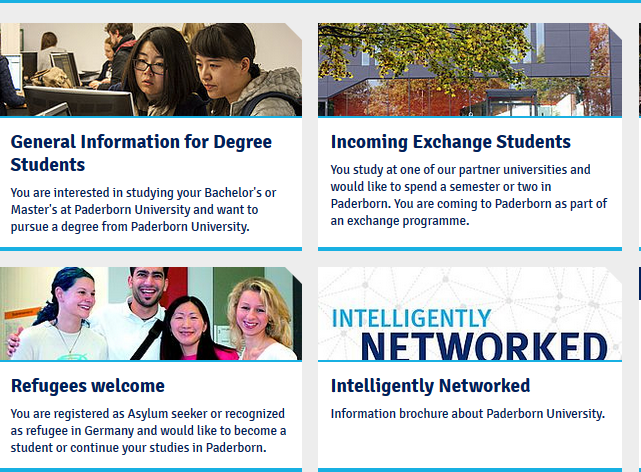 General Information for Degree
Students
You are interested in studying your Bachelor's or
Master's at Paderborn University and want to
pursue a degree from Paderborn University.
Incoming Exchange Students
You study at one of our partner universities and
would like to spend a semester or two in
Paderborn. You are coming to Paderborn as part of
an exchange programme.
Refugees welcome
You are registered as Asylum seeker or recognized
as refugee in Germany and would like to become a
student or continue your studies in Paderborn.
INTELLIGENTLY
NETWORKED
Intelligently Networked
Information brochure about Paderborn University.